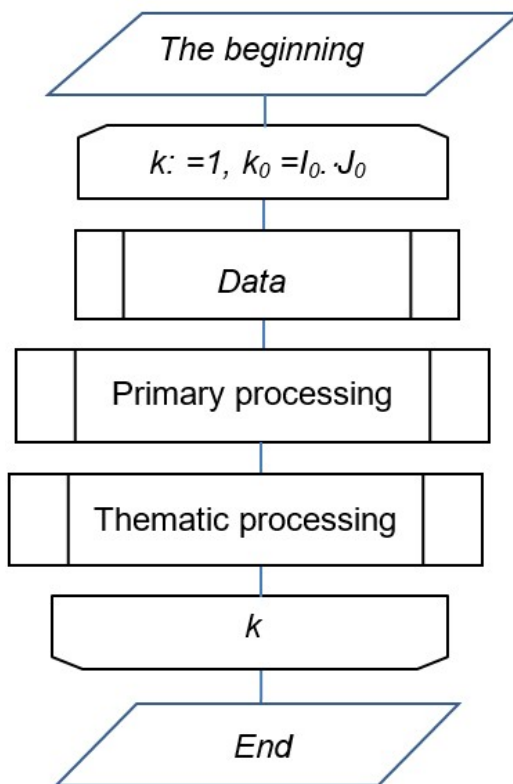 The beginning
k: =1, k₀ =I₀. ·J₀
Data
Primary processing
Thematic processing
k
End